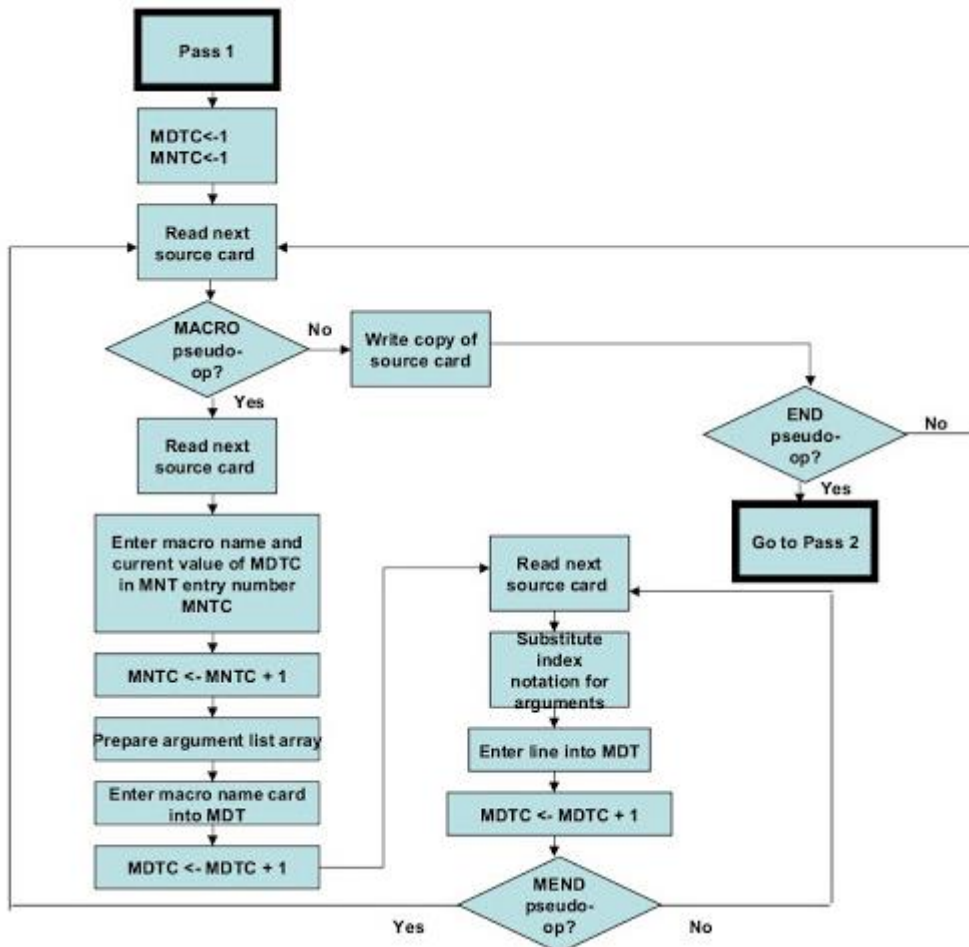 Pass 1
MDTC<-1
MNTC<-1
Read next
source card
MACRO
pseudo-
op?
No
Write copy of
source card
Yes
END
pseudo-
op?
No
Yes
Go to Pass 2
Read next
source card
Enter macro name and
current value of MDTC
in MNT entry number
MNTC
MNTC <- MNTC + 1
Prepare argument list array
Enter macro name card
into MDT
MDTC <- MDTC + 1
Read next
source card
Substitute
index
notation for
arguments
Enter line into MDT
MDTC <- MDTC + 1
MEND
pseudo-
op?
Yes
No